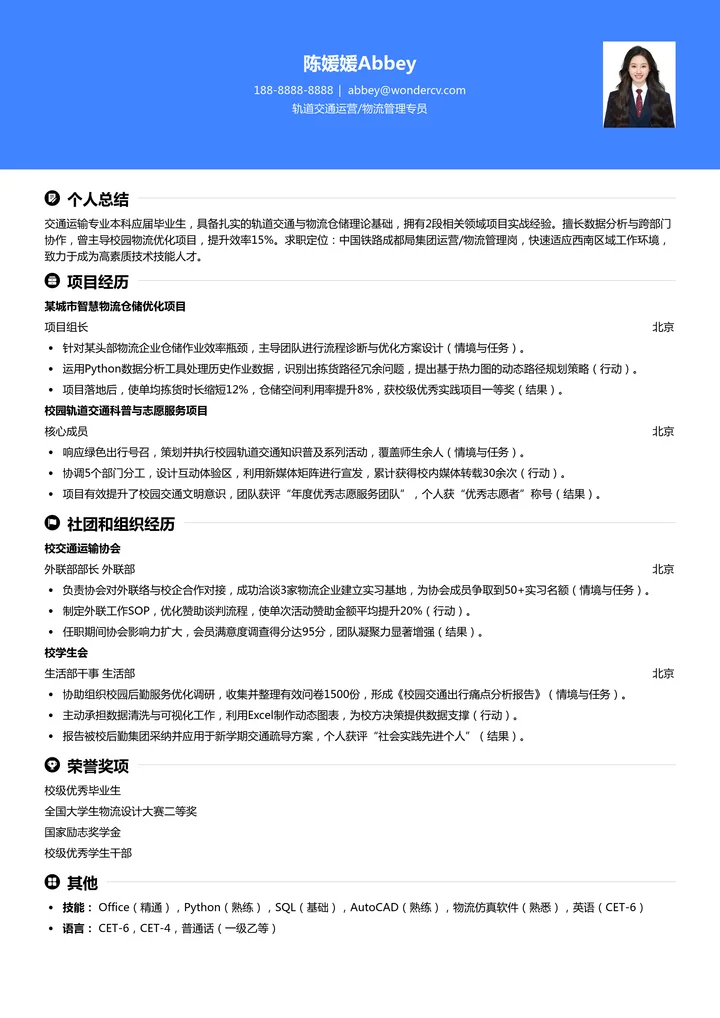 陈媛媛Abbey
188-8888-8888 | abbey@wondercv.com
轨道交通运营/物流管理专员
个人总结
交通运输专业本科应届毕业生，具备扎实的轨道交通与物流仓储理论基础，拥有2段相关领域项目实战经验。擅长数据分析与跨部门
协作，曾主导校园物流优化项目，提升效率15%。求职定位：中国铁路成都局集团运营/物流管理岗，快速适应西南区域工作环境，
致力于成为高素质技术技能人才。
项目经历
某城市智慧物流仓储优化项目
项目组长 北京
• 针对某头部物流企业仓储作业效率瓶颈，主导团队进行流程诊断与优化方案设计（情境与任务）。
• 运用Python数据分析工具处理历史作业数据，识别出拣货路径冗余问题，提出基于热力图的动态路径规划策略（行动）。
• 项目落地后，使单均拣货时长缩短12%，仓储空间利用率提升8%，获校级优秀实践项目一等奖（结果）。
校园轨道交通科普与志愿服务项目
核心成员 北京
• 响应绿色出行号召，策划并执行校园轨道交通知识普及系列活动，覆盖师生余人（情境与任务）。
• 协调5个部门分工，设计互动体验区，利用新媒体矩阵进行宣发，累计获得校内媒体转载30余次（行动）。
• 项目有效提升了校园交通文明意识，团队获评“年度优秀志愿服务团队”，个人获“优秀志愿者”称号（结果）。
社团和组织经历
校交通运输协会
外联部部长 外联部 北京
• 负责协会对外联络与校企合作对接，成功洽谈3家物流企业建立实习基地，为协会成员争取到50+实习名额（情境与任务）。
• 制定外联工作SOP，优化赞助谈判流程，使单次活动赞助金额平均提升20%（行动）。
• 任职期间协会影响力扩大，会员满意度调查得分达95分，团队凝聚力显著增强（结果）。
校学生会
生活部干事 生活部 北京
• 协助组织校园后勤服务优化调研，收集并整理有效问卷1500份，形成《校园交通出行痛点分析报告》（情境与任务）。
• 主动承担数据清洗与可视化工作，利用Excel制作动态图表，为校方决策提供数据支撑（行动）。
• 报告被校后勤集团采纳并应用于新学期交通疏导方案，个人获评“社会实践先进个人”（结果）。
荣誉奖项
校级优秀毕业生
全国大学生物流设计大赛二等奖
国家励志奖学金
校级优秀学生干部
其他
• 技能： Office（精通），Python（熟练），SQL（基础），AutoCAD（熟练），物流仿真软件（熟悉），英语（CET-6）
• 语言： CET-6，CET-4，普通话（一级乙等）